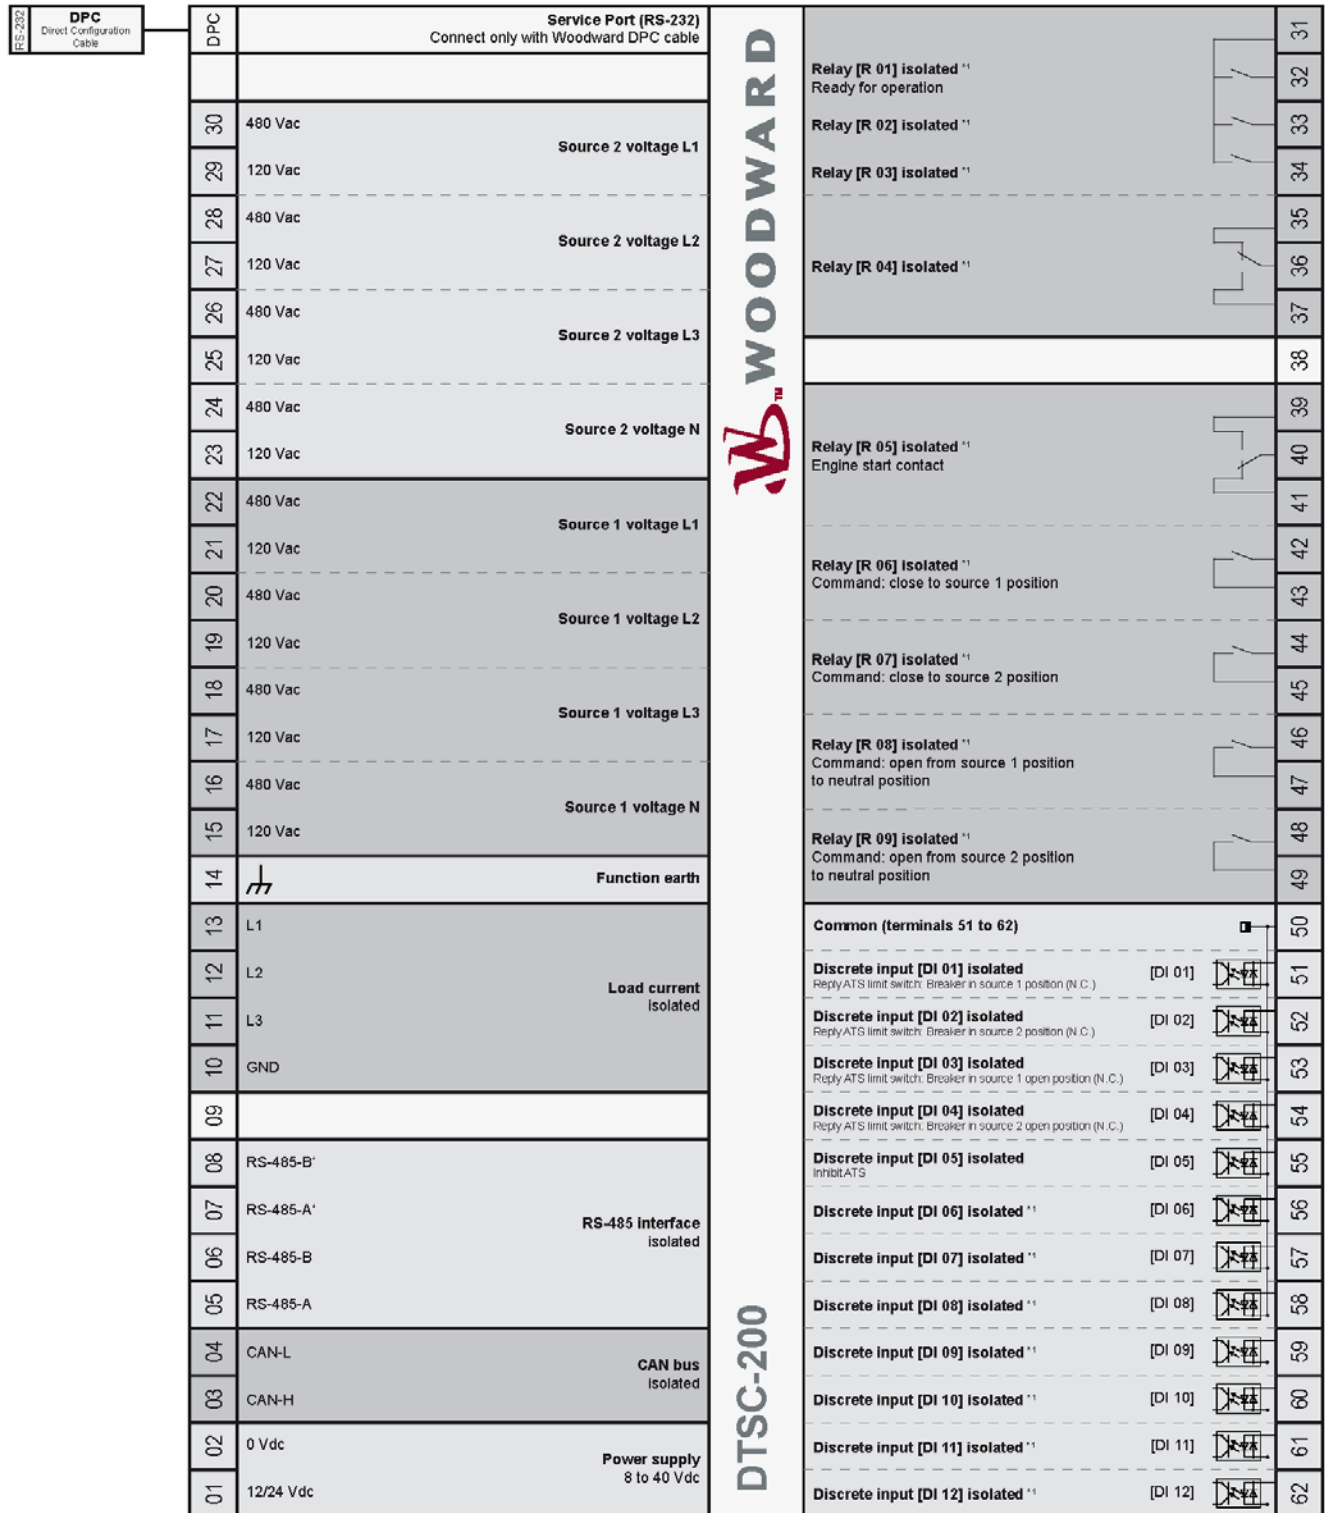 RS-232
DPC
Direct Configuration
Cable
DPC
Service Port (RS-232)
Connect only with Woodward DPC cable
30
480 Vac
Source 2 voltage L1
29
120 Vac
28
480 Vac
Source 2 voltage L2
27
120 Vac
26
480 Vac
Source 2 voltage L3
25
120 Vac
24
480 Vac
Source 2 voltage N
23
120 Vac
22
480 Vac
Source 1 voltage L1
21
120 Vac
20
480 Vac
Source 1 voltage L2
19
120 Vac
18
480 Vac
Source 1 voltage L3
17
120 Vac
16
480 Vac
Source 1 voltage N
15
120 Vac
14
Function earth
13
L1
12
L2
Load current
isolated
11
L3
10
GND
09
08
RS-485-B'
07
RS-485-A'
RS-485 interface
isolated
06
RS-485-B
05
RS-485-A
04
CAN-L
CAN bus
isolated
03
CAN-H
02
0 Vdc
Power supply
8 to 40 Vdc
01
12/24 Vdc
WOODWARD
W TM
DTSC-200
31
Relay [R 01] isolated *1
Ready for operation
32
Relay [R 02] isolated *1
33
Relay [R 03] isolated *1
34
35
Relay [R 04] isolated *1
36
37
38
39
Relay [R 05] isolated *1
Engine start contact
40
41
42
Relay [R 06] isolated *1
Command: close to source 1 position
43
44
Relay [R 07] isolated *1
Command: close to source 2 position
45
46
Relay [R 08] isolated *1
Command: open from source 1 position
to neutral position
47
48
Relay [R 09] isolated *1
Command: open from source 2 position
to neutral position
49
Common (terminals 51 to 62)
50
Discrete input [DI 01] isolated
Reply ATS limit switch: Breaker in source 1 position (N.C.)
[DI 01]
51
Discrete input [DI 02] isolated
Reply ATS limit switch: Breaker in source 2 position (N.C.)
[DI 02]
52
Discrete input [DI 03] isolated
Reply ATS limit switch: Breaker in source 1 open position (N.C.)
[DI 03]
53
Discrete input [DI 04] isolated
Reply ATS limit switch: Breaker in source 2 open position (N.C.)
[DI 04]
54
Discrete input [DI 05] isolated
Inhibit ATS
[DI 05]
55
Discrete input [DI 06] isolated *1
[DI 06]
56
Discrete input [DI 07] isolated *1
[DI 07]
57
Discrete input [DI 08] isolated *1
[DI 08]
58
Discrete input [DI 09] isolated *1
[DI 09]
59
Discrete input [DI 10] isolated *1
[DI 10]
60
Discrete input [DI 11] isolated *1
[DI 11]
61
Discrete input [DI 12] isolated *1
[DI 12]
62